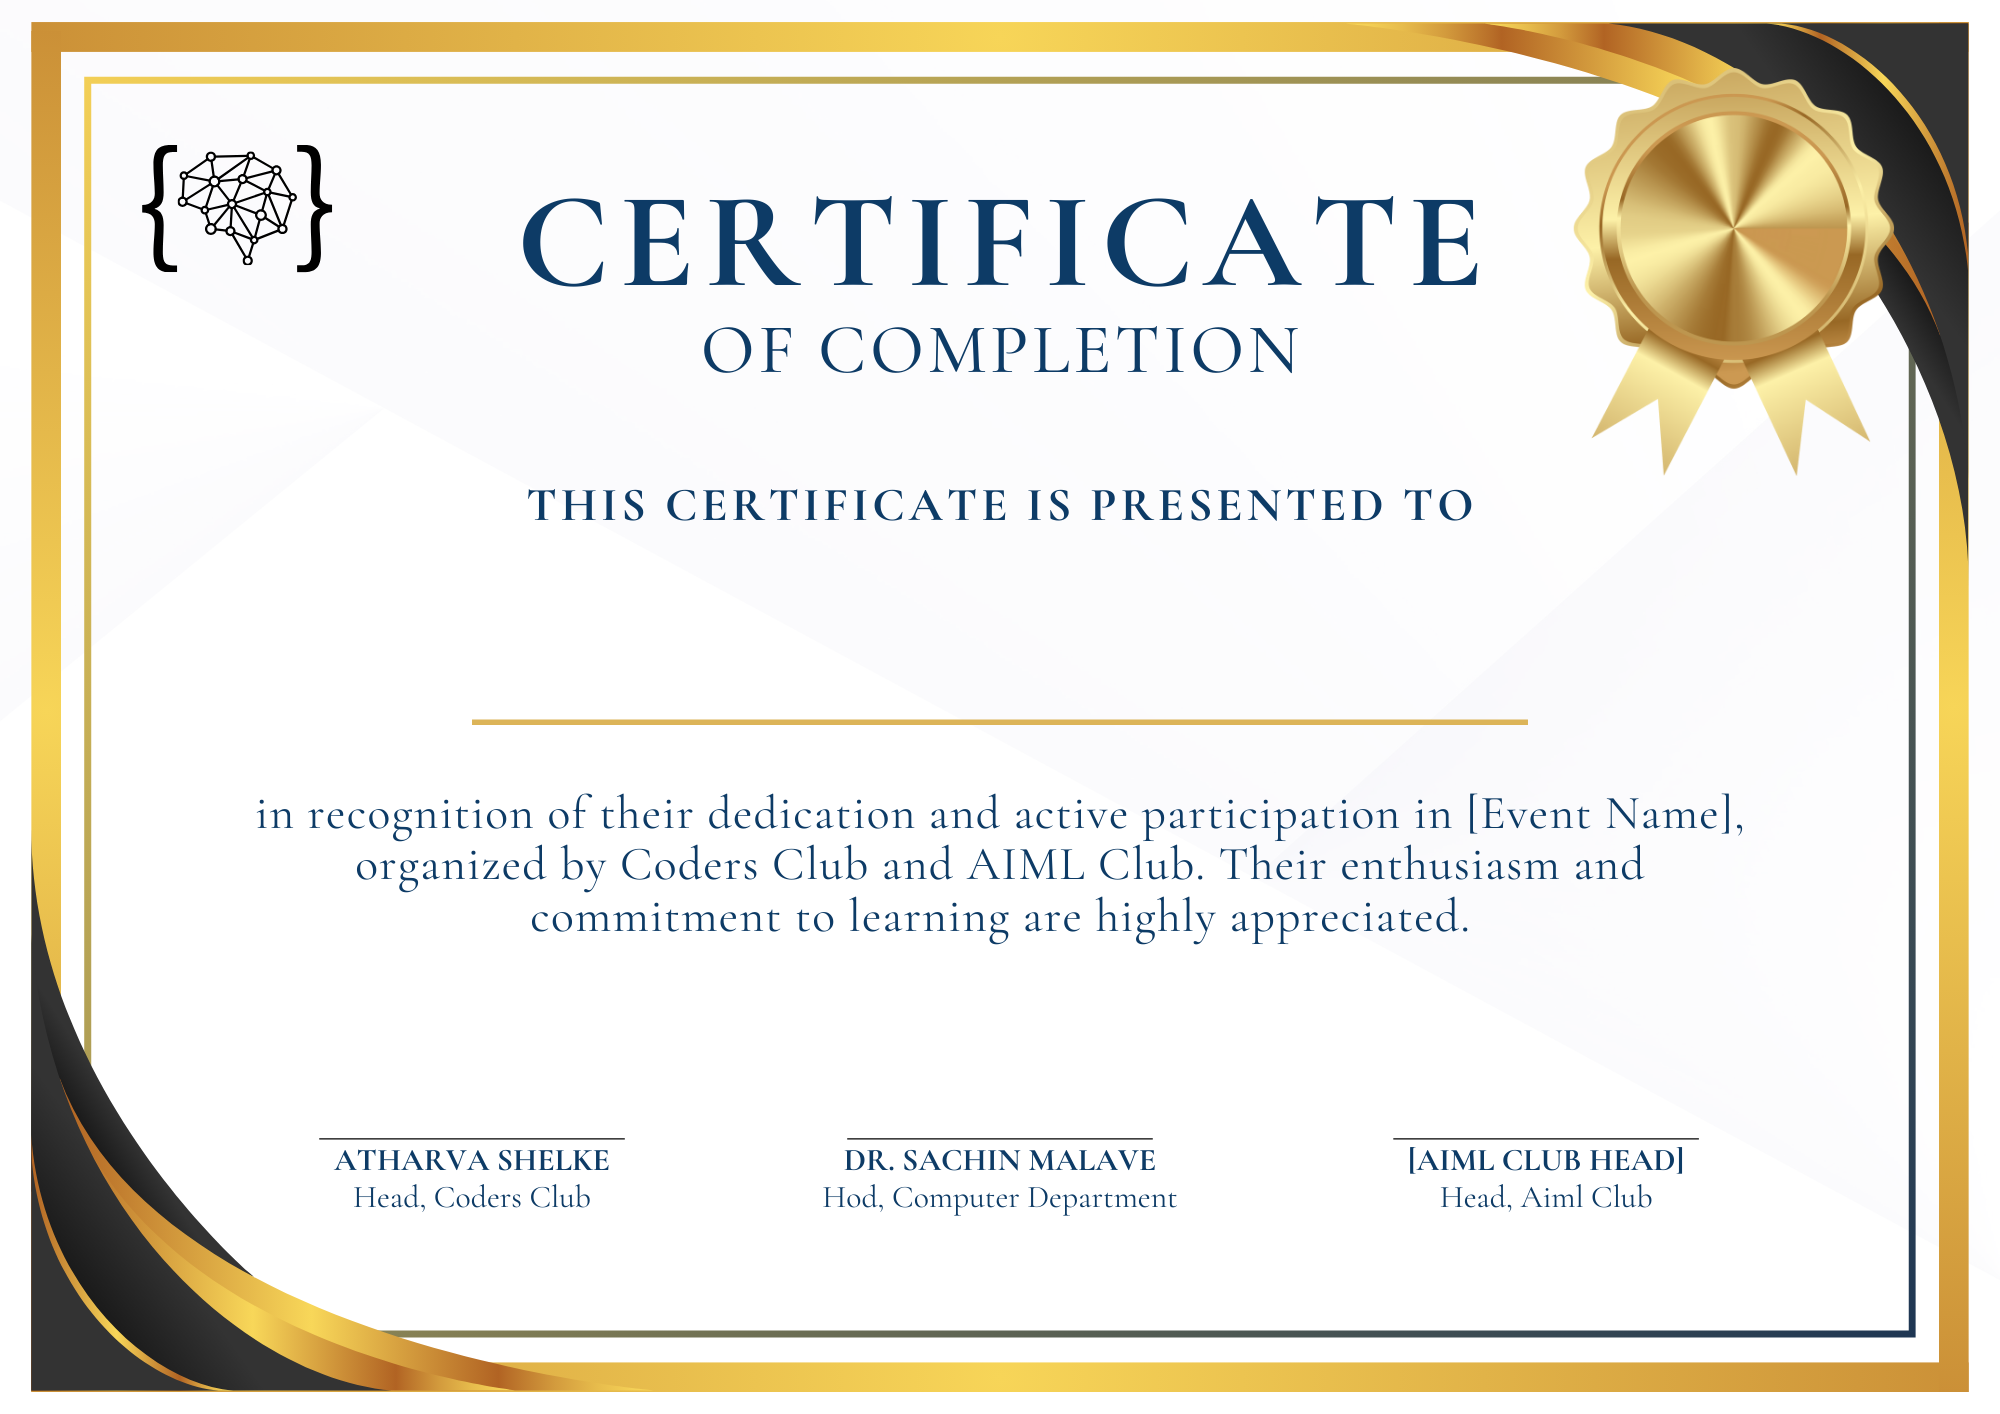 CERTIFICATE
OF COMPLETION
THIS CERTIFICATE IS PRESENTED TO
in recognition of their dedication and active participation in [Event Name],
organized by Coders Club and AIML Club. Their enthusiasm and
commitment to learning are highly appreciated.
ATHARVA SHELKE
Head, Coders Club
DR. SACHIN MALAVE
Hod, Computer Department
[AIML CLUB HEAD]
Head, Aiml Club